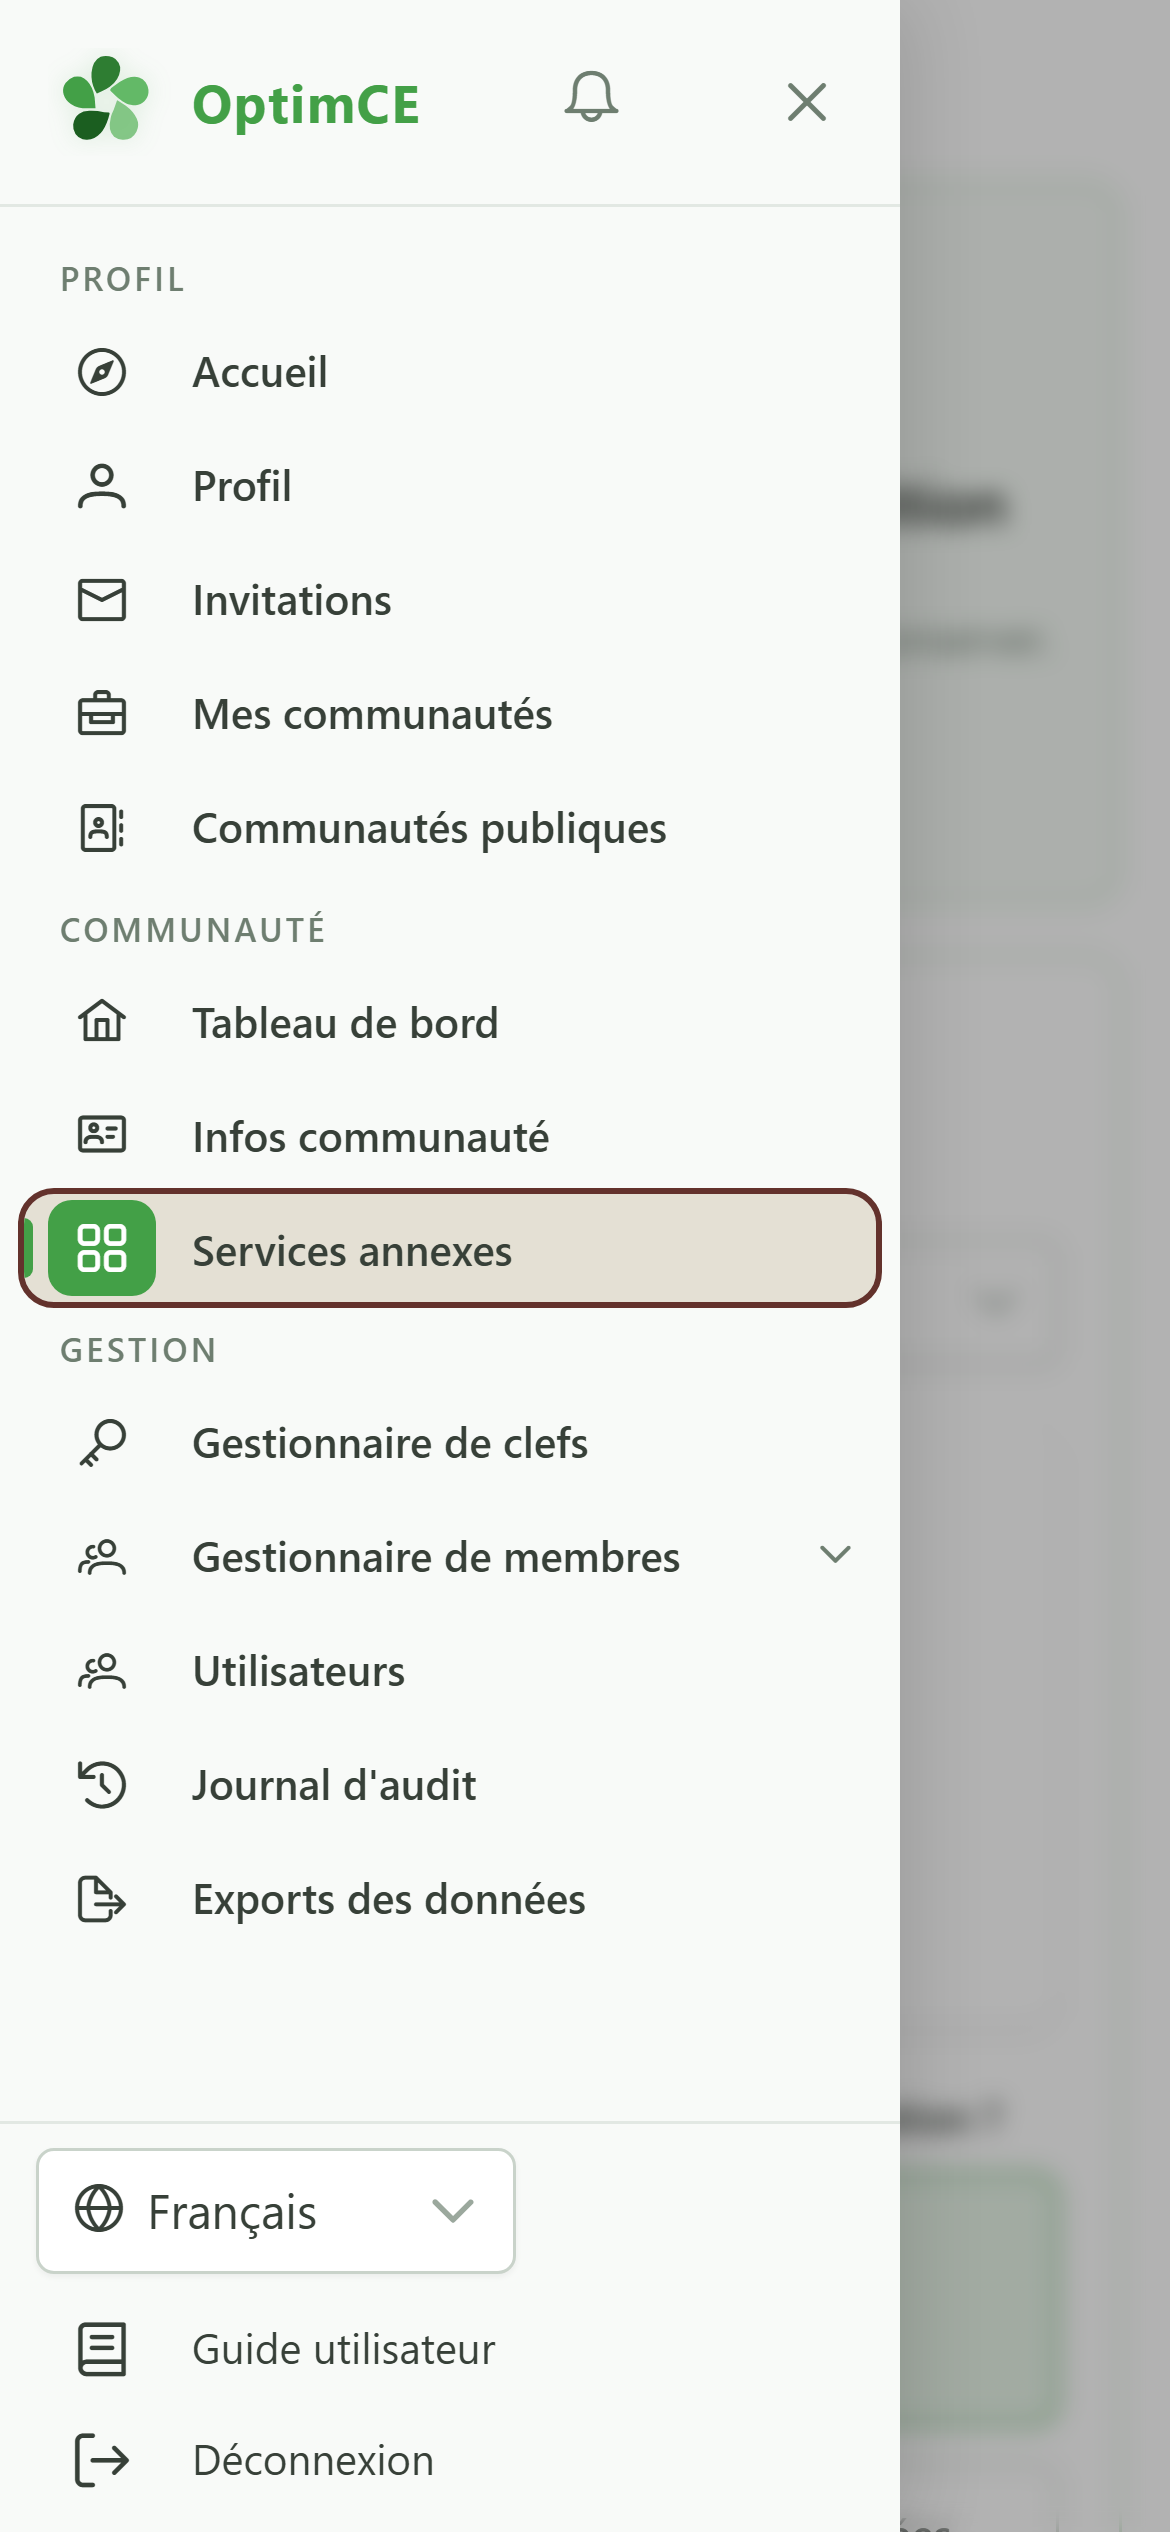 OptimCE
PROFIL
Accueil
Profil
Invitations
Mes communautés
Communautés publiques
COMMUNAUTÉ
Tableau de bord
Infos communauté
Services annexes
GESTION
Gestionnaire de clefs
Gestionnaire de membres
Utilisateurs
Journal d'audit
Exports des données
Français
Guide utilisateur
Déconnexion